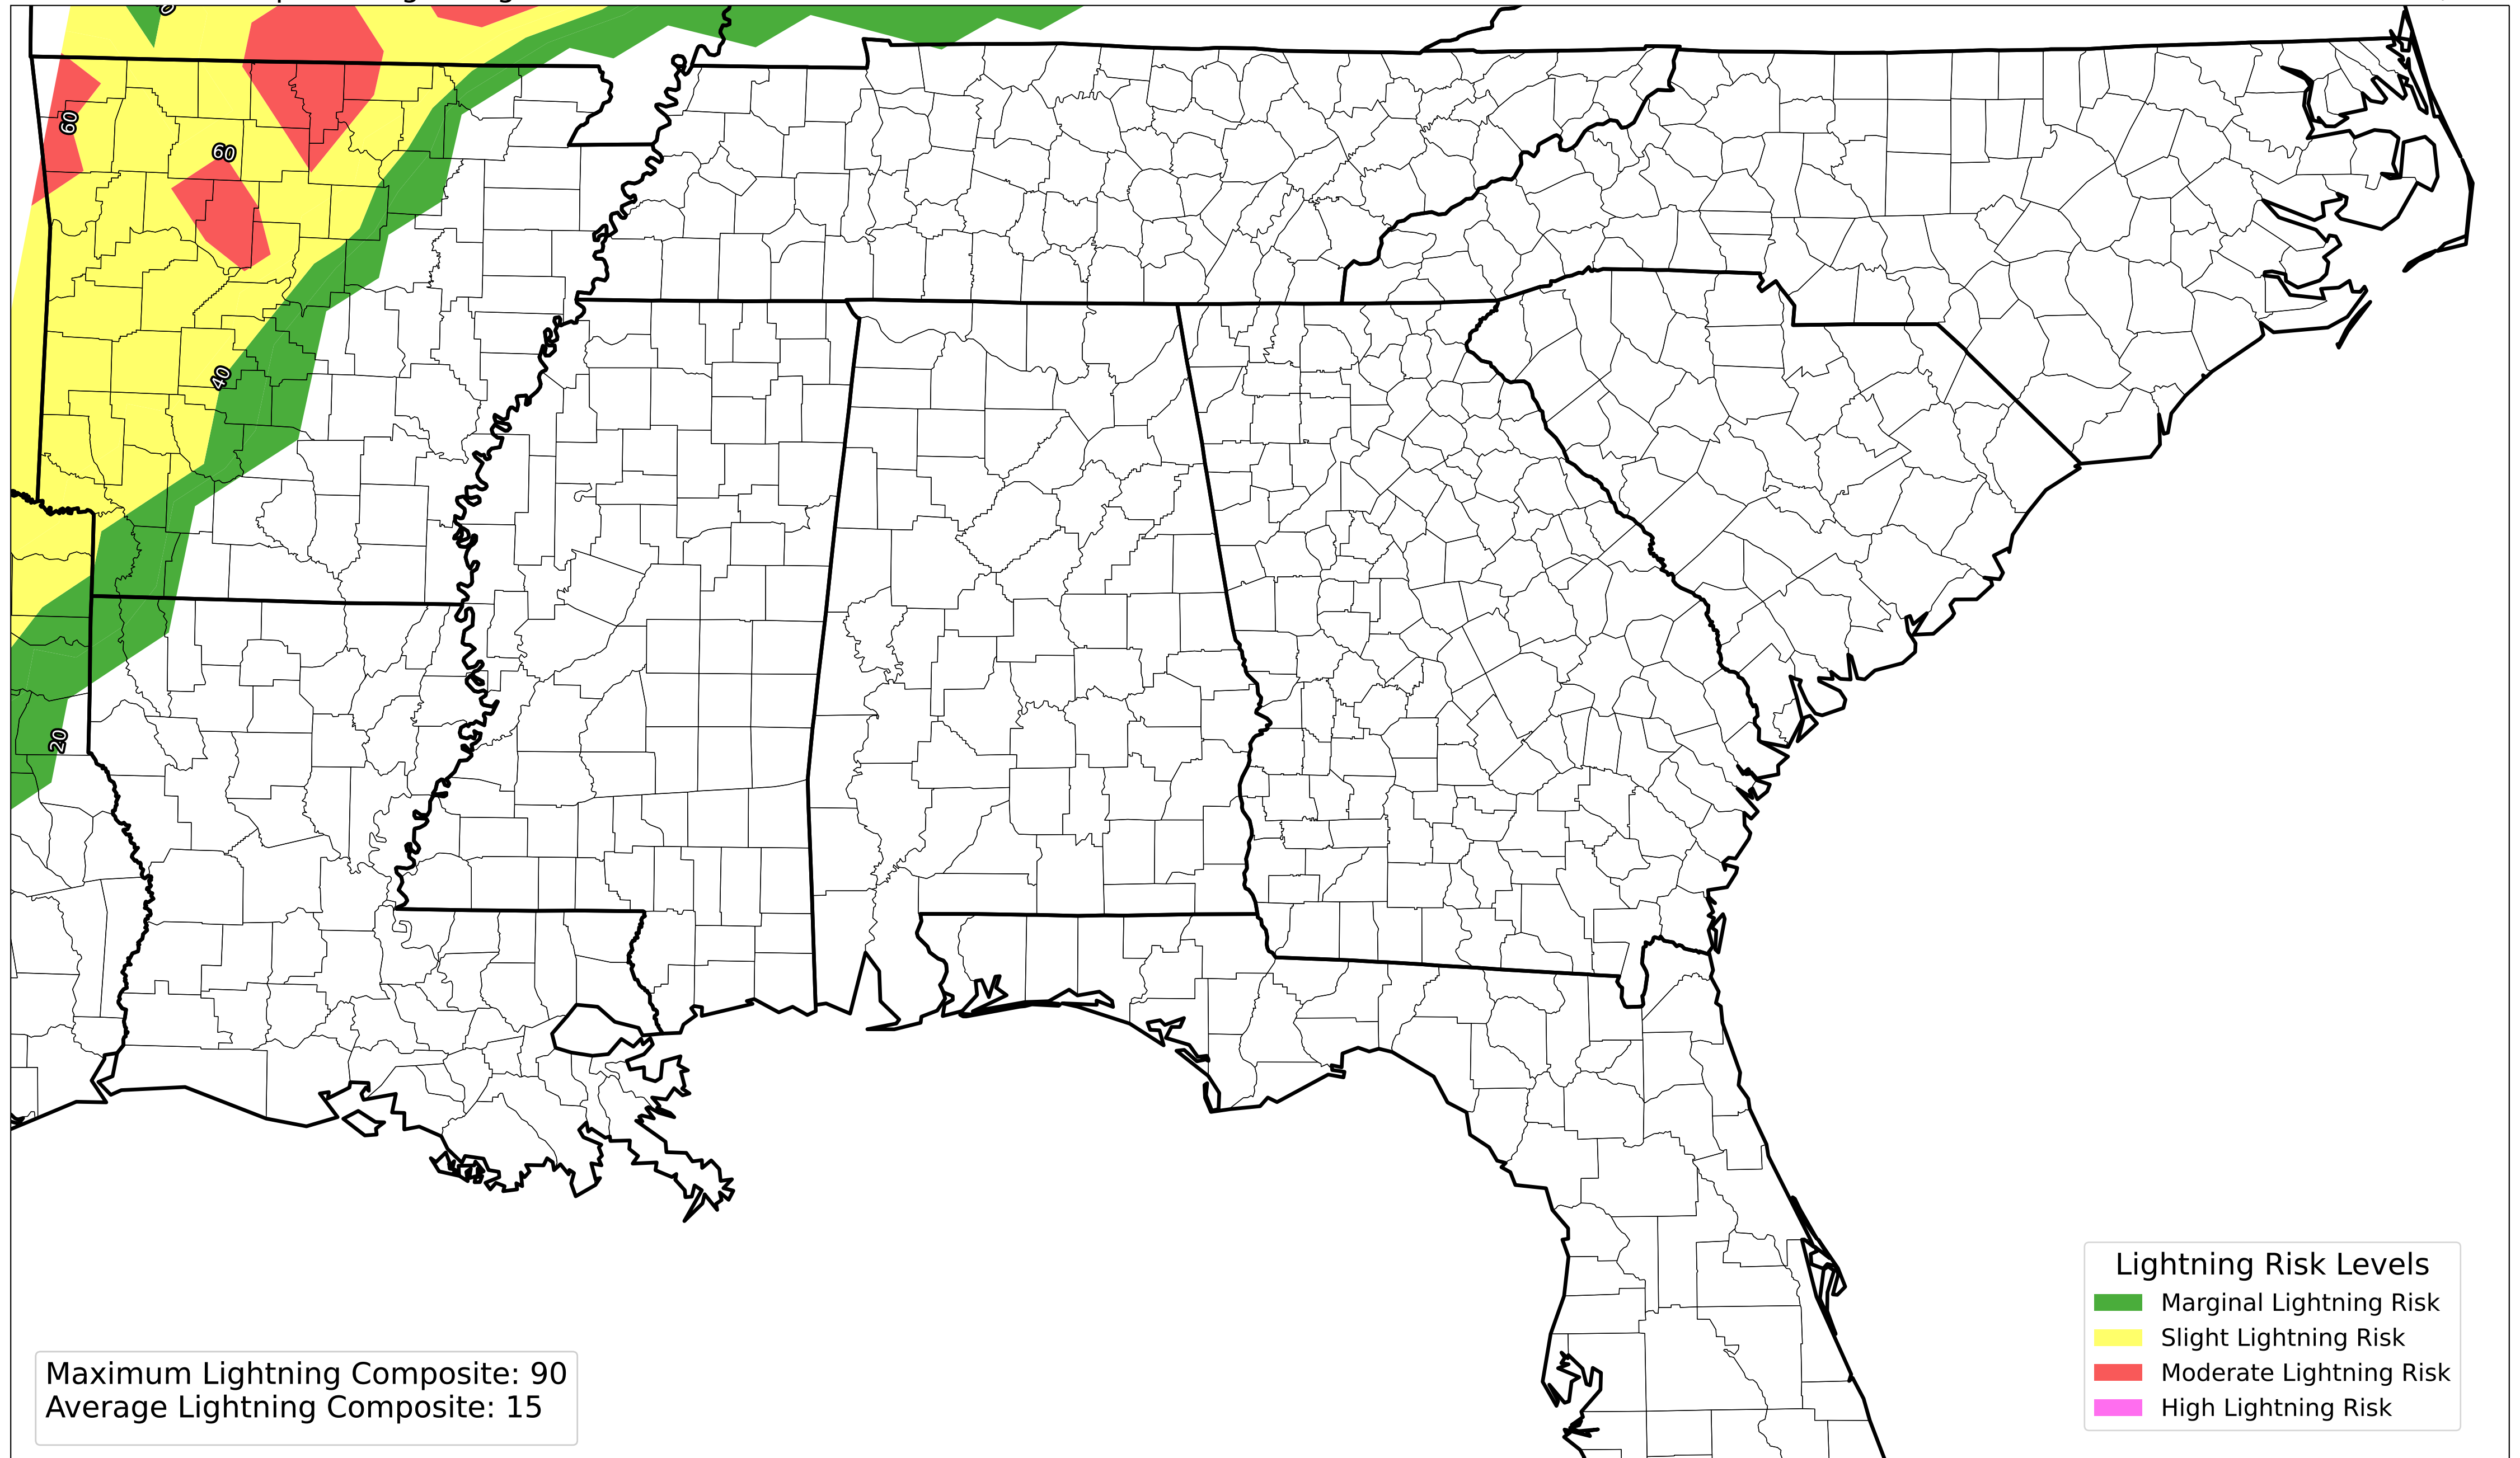 60
60
40
20
Lightning Risk Levels
Marginal Lightning Risk
Slight Lightning Risk
Moderate Lightning Risk
High Lightning Risk
Maximum Lightning Composite: 90
Average Lightning Composite: 15